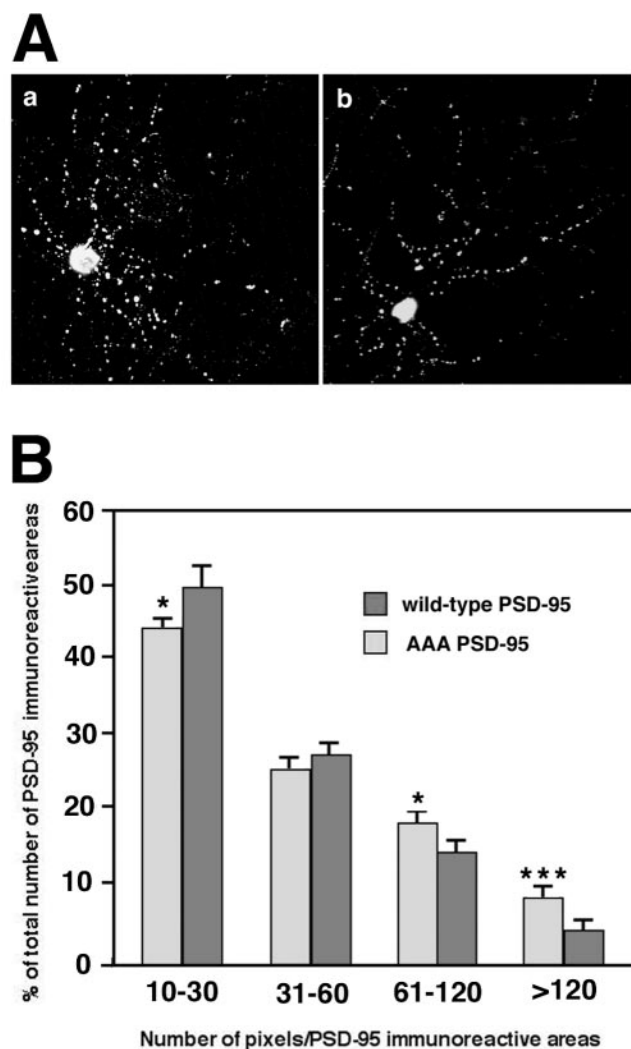 A
a
b
B
% of total number of PSD-95 immunoreactiveareas
60
50
40
30
20
10
0
*
*
***
wild-type PSD-95
AAA PSD-95
10-30
31-60
61-120
>120
Number of pixels/PSD-95 immunoreactive areas